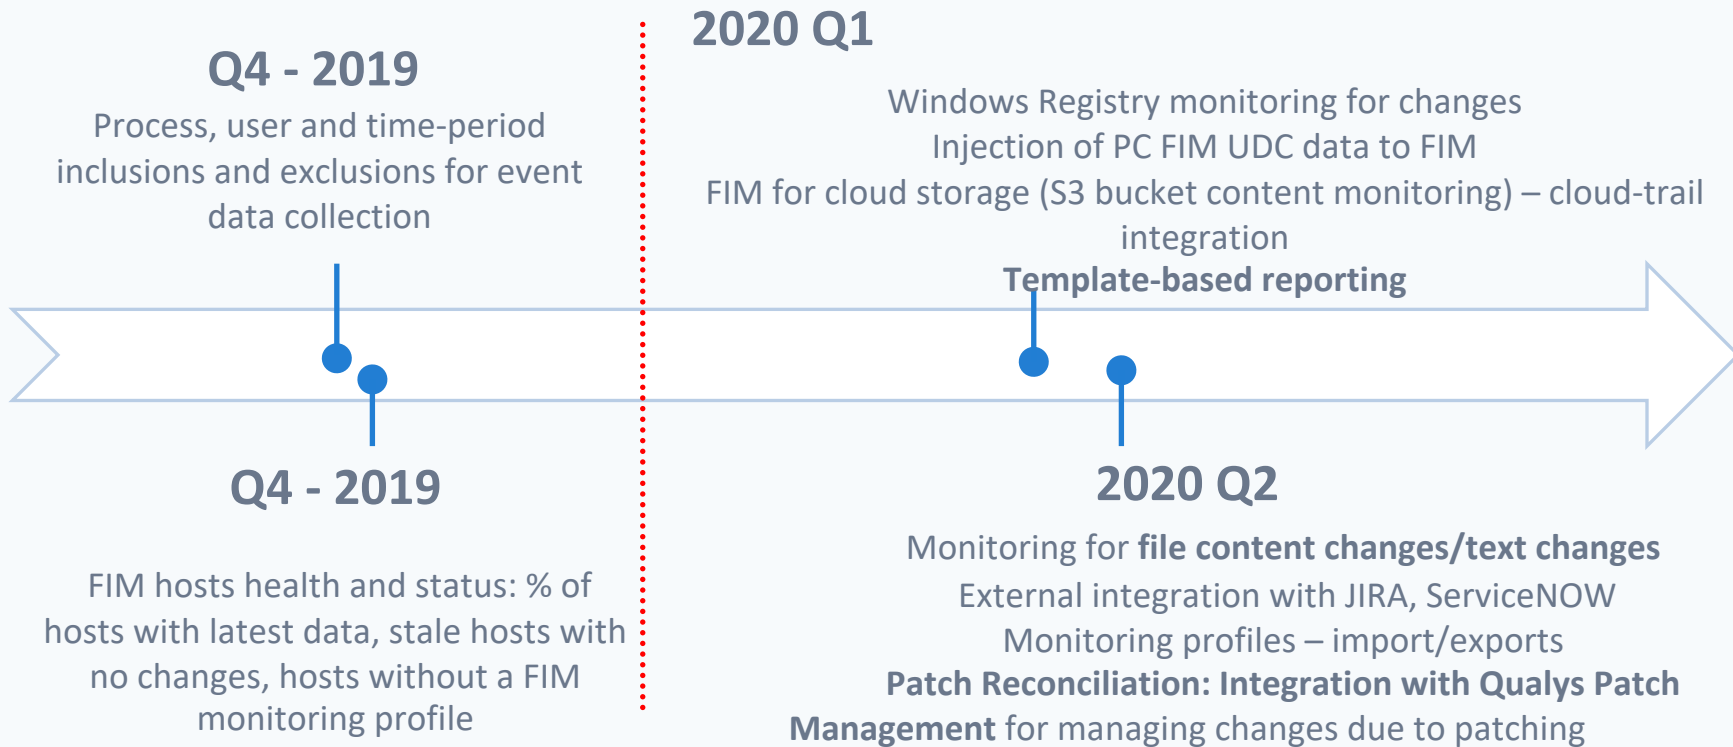 Q4 - 2019
Process, user and time-period
inclusions and exclusions for event
data collection
2020 Q1
Windows Registry monitoring for changes
Injection of PC FIM UDC data to FIM
FIM for cloud storage (S3 bucket content monitoring) – cloud-trail
integration
Template-based reporting
Q4 - 2019
FIM hosts health and status: % of
hosts with latest data, stale hosts with
no changes, hosts without a FIM
monitoring profile
2020 Q2
Monitoring for file content changes/text changes
External integration with JIRA, ServiceNOW
Monitoring profiles – import/exports
Patch Reconciliation: Integration with Qualys Patch
Management for managing changes due to patching